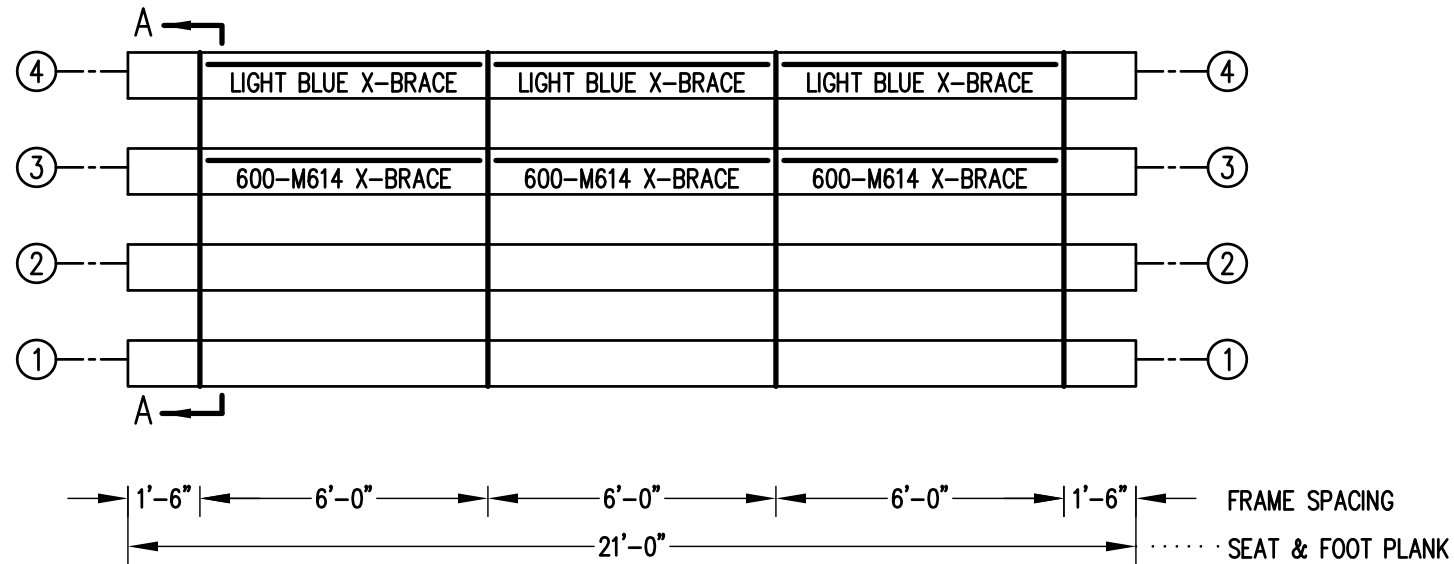 A
4 LIGHT BLUE X-BRACE LIGHT BLUE X-BRACE LIGHT BLUE X-BRACE 4
3 600-M614 X-BRACE 600-M614 X-BRACE 600-M614 X-BRACE 3
2 2
1 1
A
1'-6" 6'-0" 6'-0" 6'-0" 1'-6" FRAME SPACING
21'-0" SEAT & FOOT PLANK